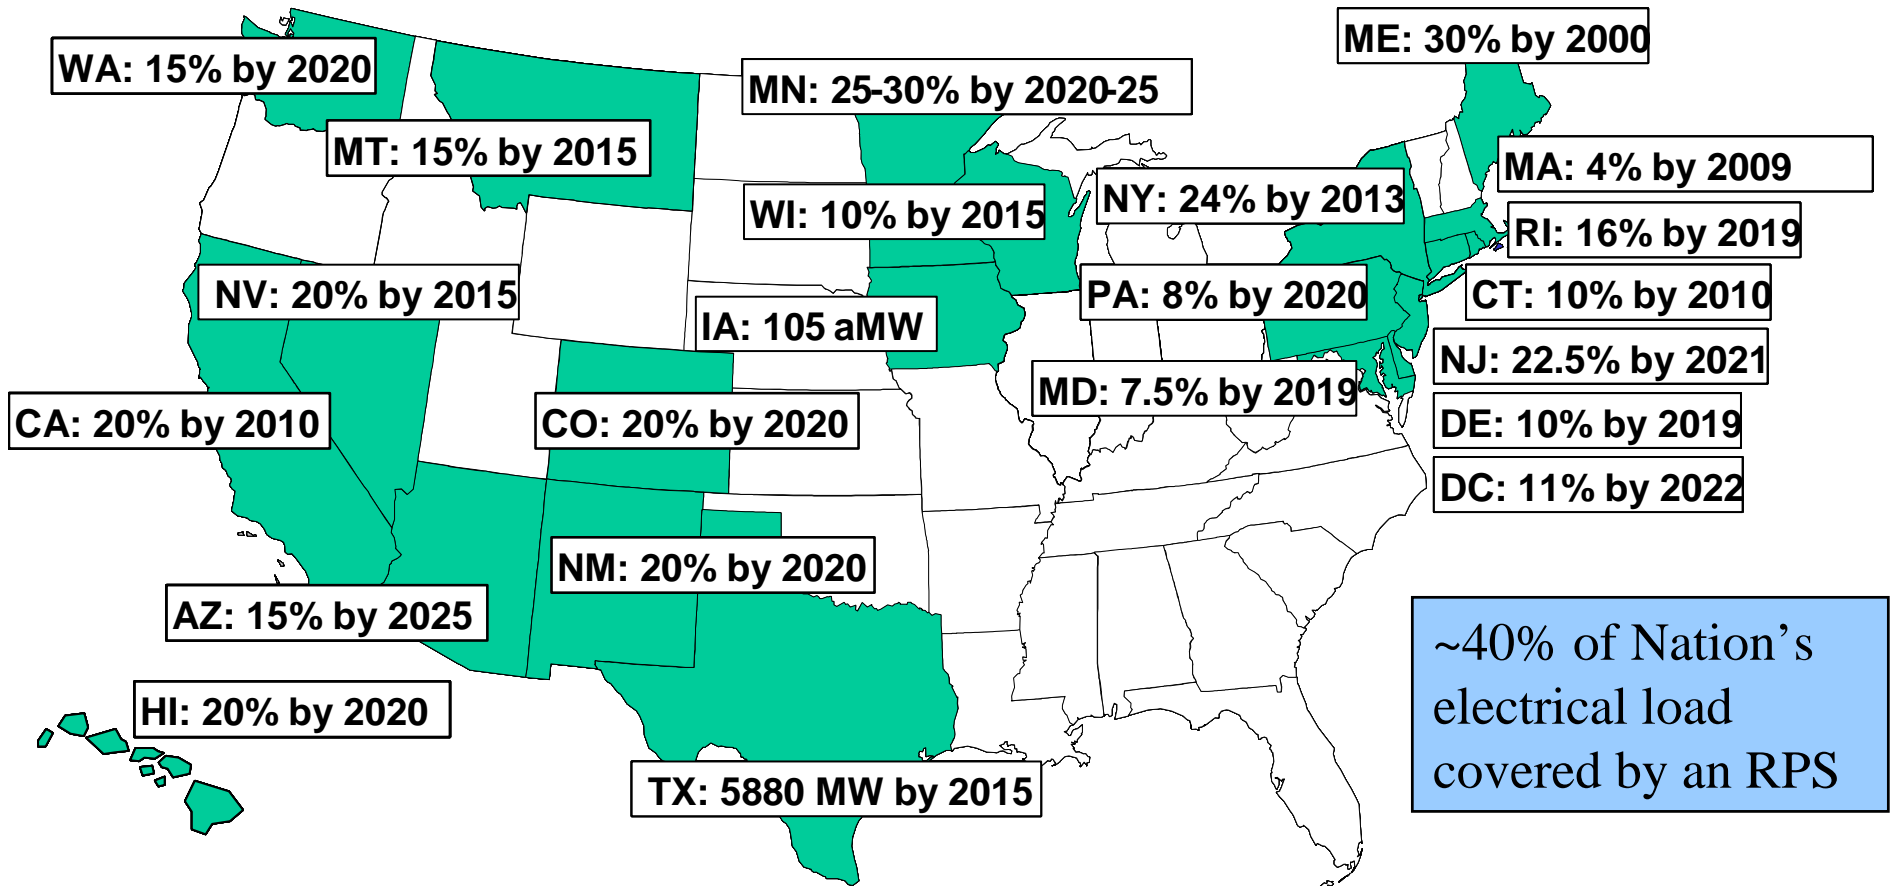 ME: 30% by 2000
WA: 15% by 2020
MN: 25-30% by 2020-25
MT: 15% by 2015
MA: 4% by 2009
WI: 10% by 2015
NY: 24% by 2013
RI: 16% by 2019
NV: 20% by 2015
PA: 8% by 2020
CT: 10% by 2010
IA: 105 aMW
NJ: 22.5% by 2021
MD: 7.5% by 2019
CA: 20% by 2010
CO: 20% by 2020
DE: 10% by 2019
DC: 11% by 2022
NM: 20% by 2020
AZ: 15% by 2025
~40% of Nation’s
electrical load
covered by an RPS
HI: 20% by 2020
TX: 5880 MW by 2015